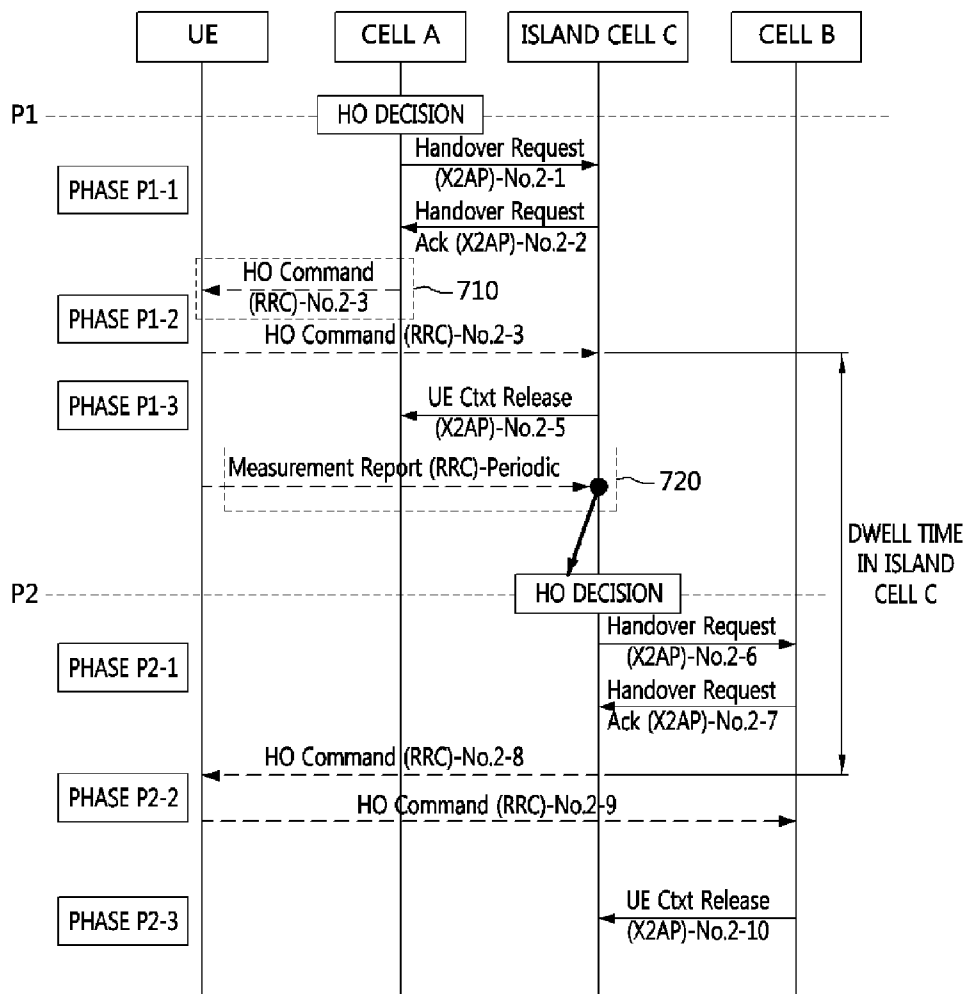 UE
CELL A
ISLAND CELL C
CELL B
P1
HO DECISION
PHASE P1-1
Handover Request
(X2AP)-No.2-1
Handover Request
Ack (X2AP)-No.2-2
HO Command
(RRC)-No.2-3
710
PHASE P1-2
HO Command (RRC)-No.2-3
PHASE P1-3
UE Ctxt Release
(X2AP)-No.2-5
Measurement Report (RRC)-Periodic
720
DWELL TIME
IN ISLAND
CELL C
P2
HO DECISION
PHASE P2-1
Handover Request
(X2AP)-No.2-6
Handover Request
Ack (X2AP)-No.2-7
HO Command (RRC)-No.2-8
PHASE P2-2
HO Command (RRC)-No.2-9
PHASE P2-3
UE Ctxt Release
(X2AP)-No.2-10